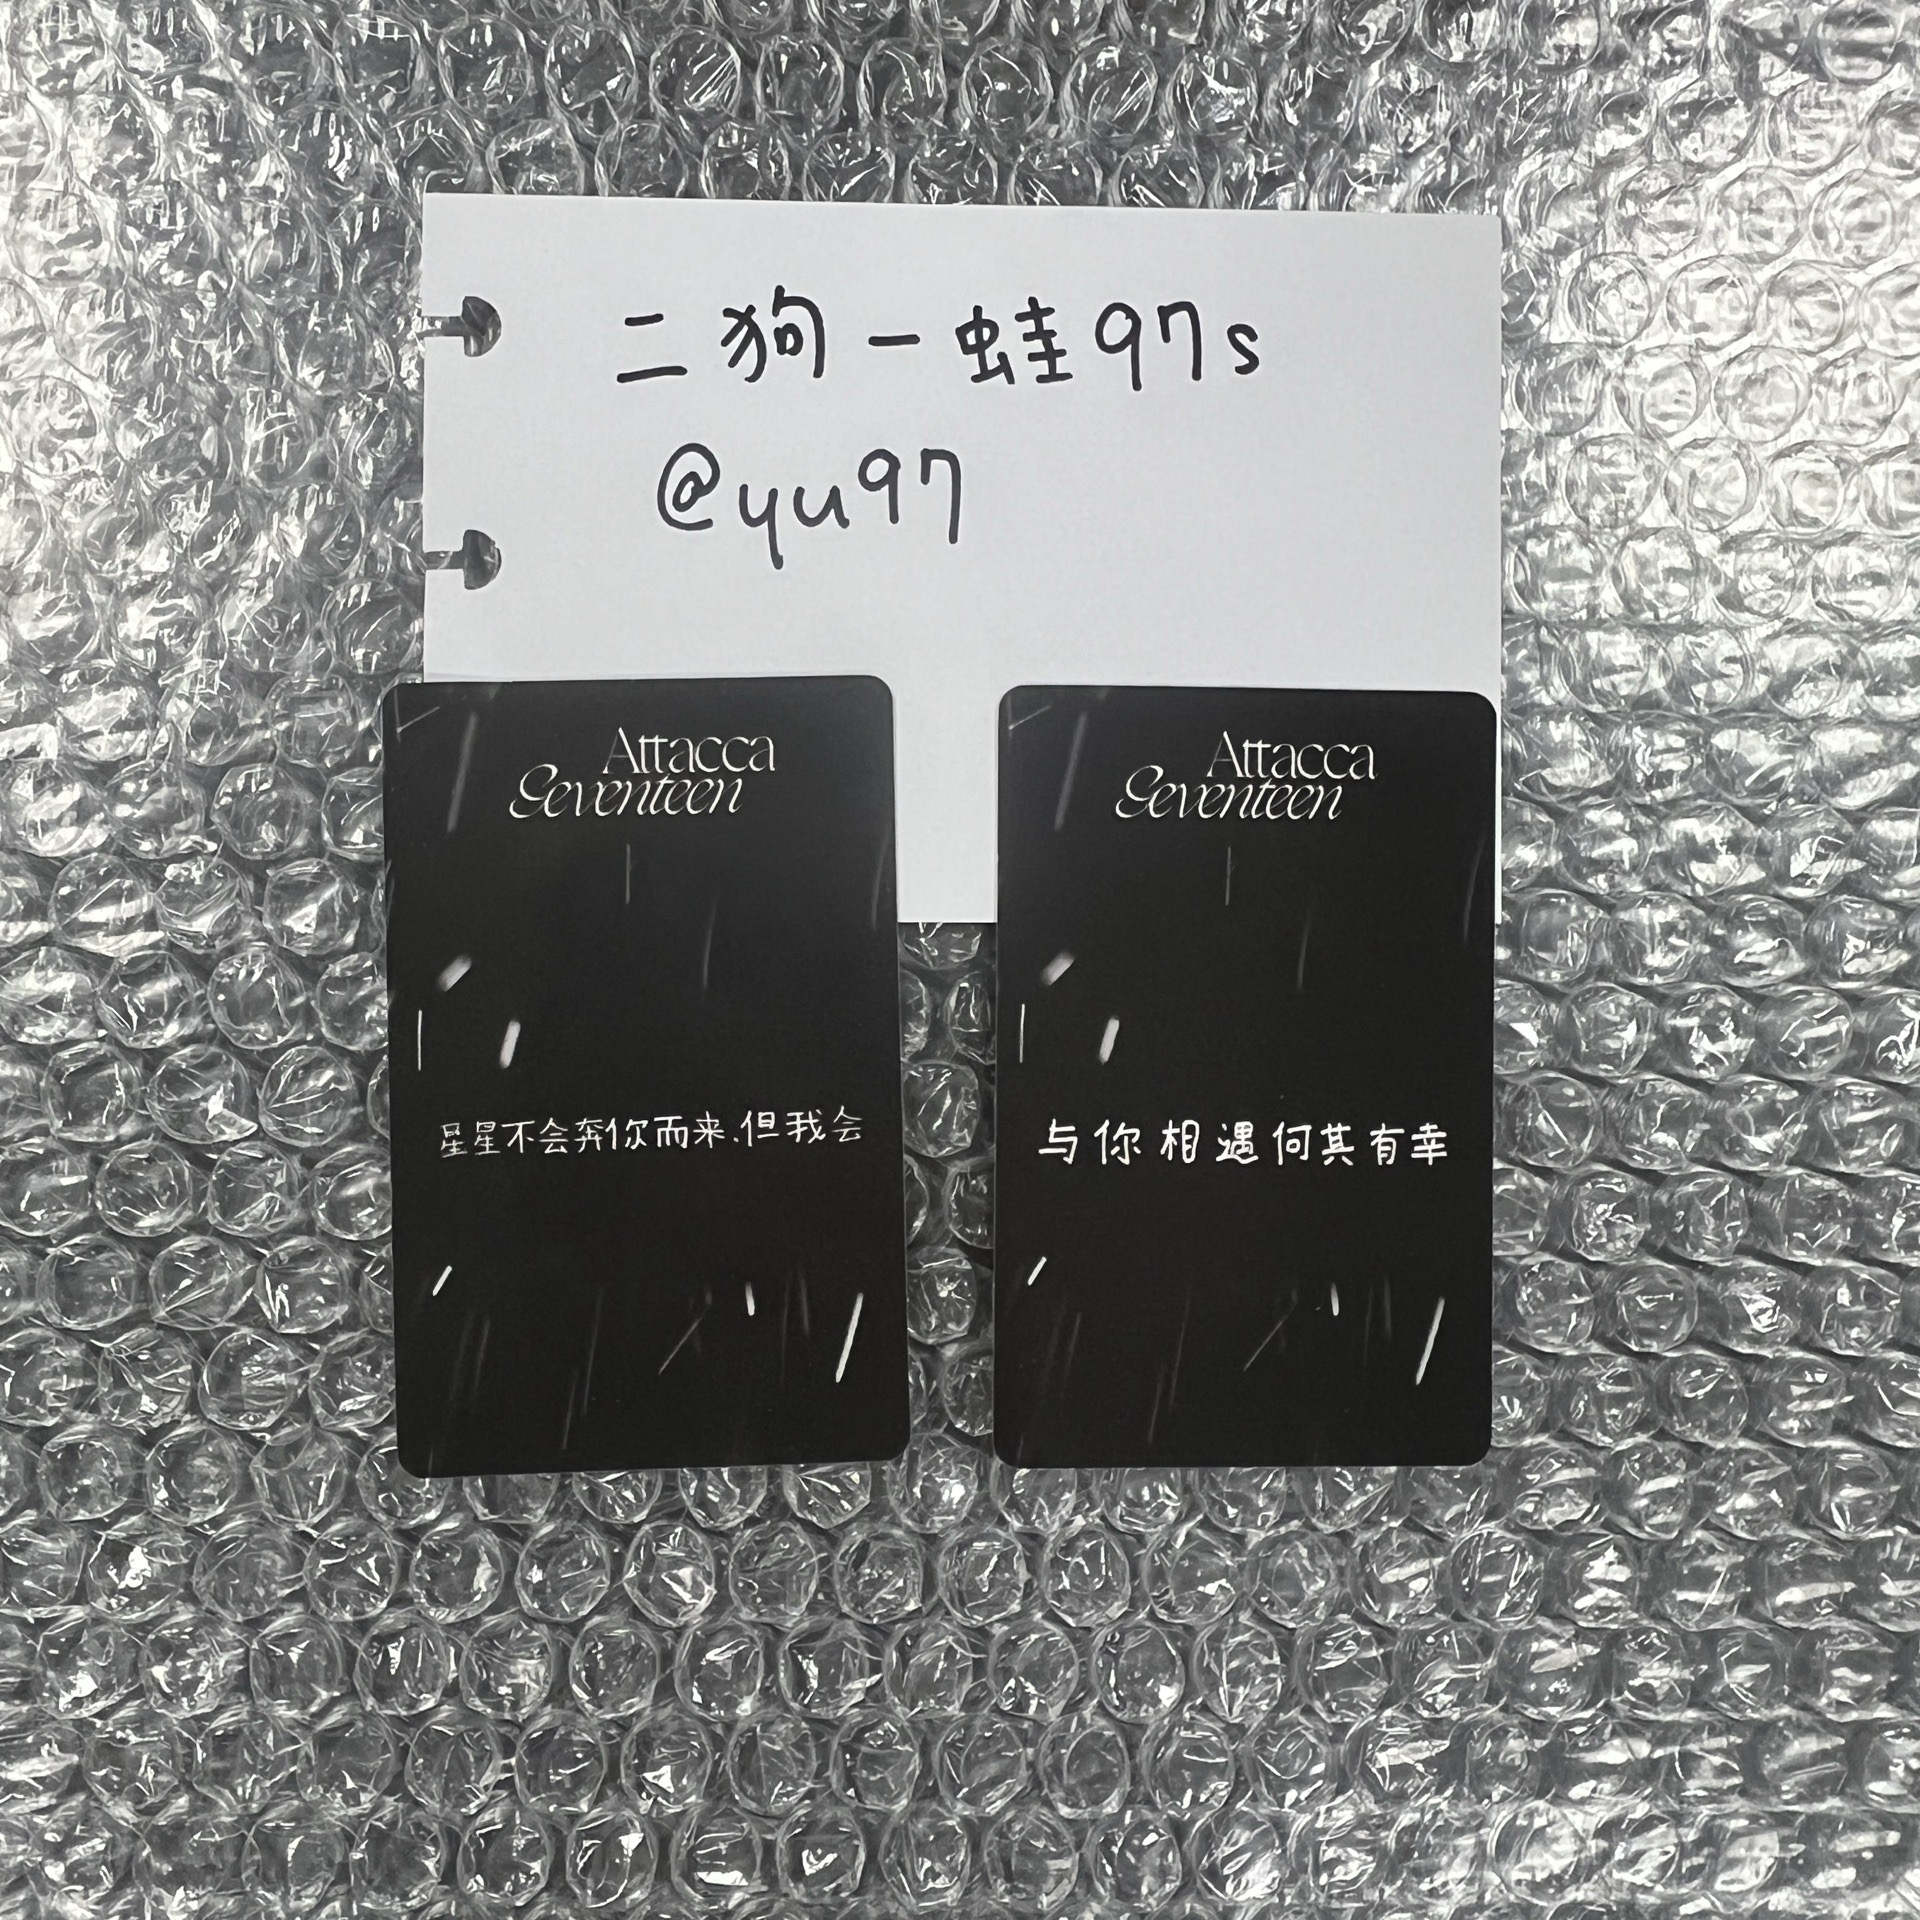 二狗一蛙97s
@yu97
Attacca
Seventeen
星星不会奔你而来.但我会
Attacca
Seventeen
与你相遇何其有幸